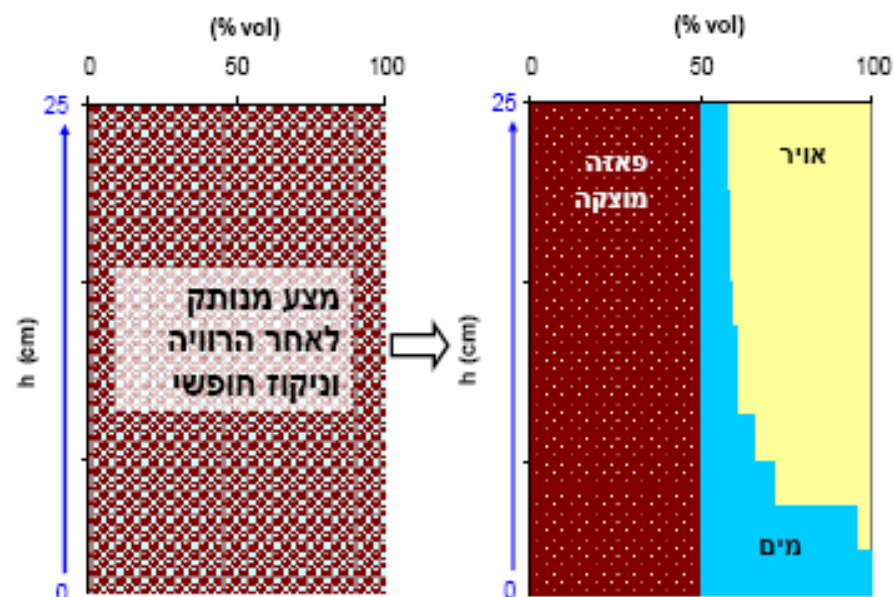 (% vol)
0 50 100
25
h (cm)
0
מצע מנותק
לאחר הרוויה
וניקוז חופשי
(% vol)
0 50 100
25
h (cm)
0
פאזה
מוצקה
אויר
מים